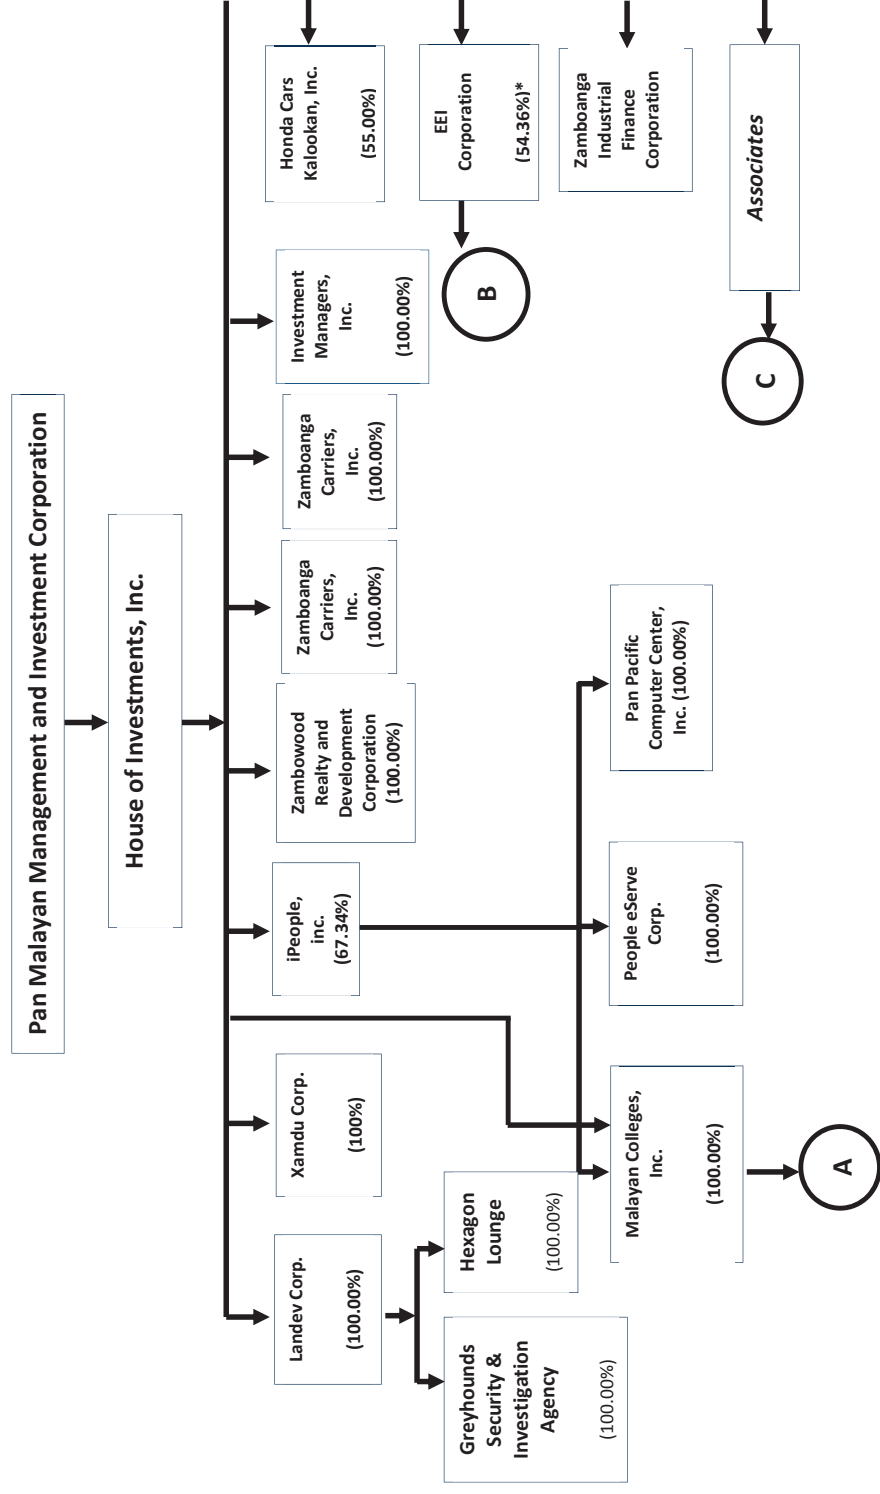 Pan Malayan Management and Investment Corporation
House of Investments, Inc.
Landev Corp.
(100.00%)
Xamdu Corp.
(100%)
iPeople,
inc.
(67.34%)
Zambowood
Realty and
Development
Corporation
(100.00%)
Zamboanga
Carriers,
Inc.
(100.00%)
Zamboanga
Carriers,
Inc.
(100.00%)
Investment
Managers,
Inc.
(100.00%)
Honda Cars
Kalookan, Inc.
(55.00%)
EEI
Corporation
(54.36%)*
B
Zamboanga
Industrial
Finance
Corporation
Associates
C
Greyhounds
Security &
Investigation
Agency
(100.00%)
Hexagon
Lounge
(100.00%)
Malayan Colleges,
Inc.
(100.00%)
A
People eServe
Corp.
(100.00%)
Pan Pacific
Computer Center,
Inc. (100.00%)